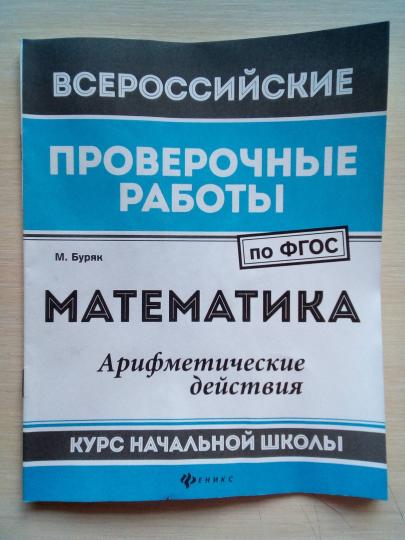 ВСЕРОССИЙСКИЕ
ПРОВЕРОЧНЫЕ
РАБОТЫ
по ФГОС
М. Буряк
МАТЕМАТИКА
Арифметические
действия
КУРС НАЧАЛЬНОЙ ШКОЛЫ
ФЕНИКС